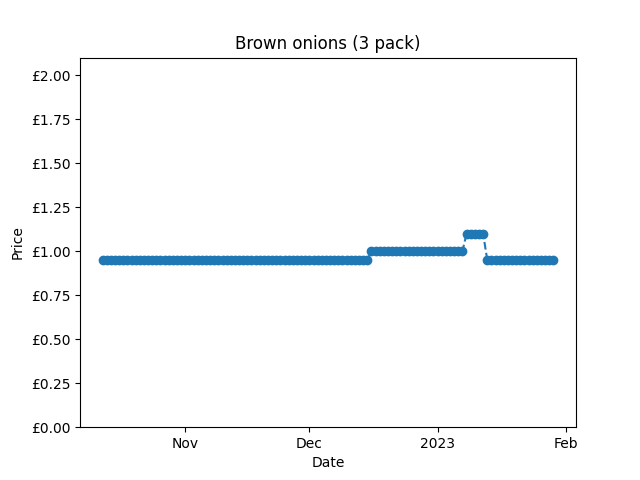 Brown onions (3 pack)
£2.00
£1.75
£1.50
£1.25
£1.00
£0.75
£0.50
£0.25
£0.00
Price
Nov
Dec
2023
Feb
Date